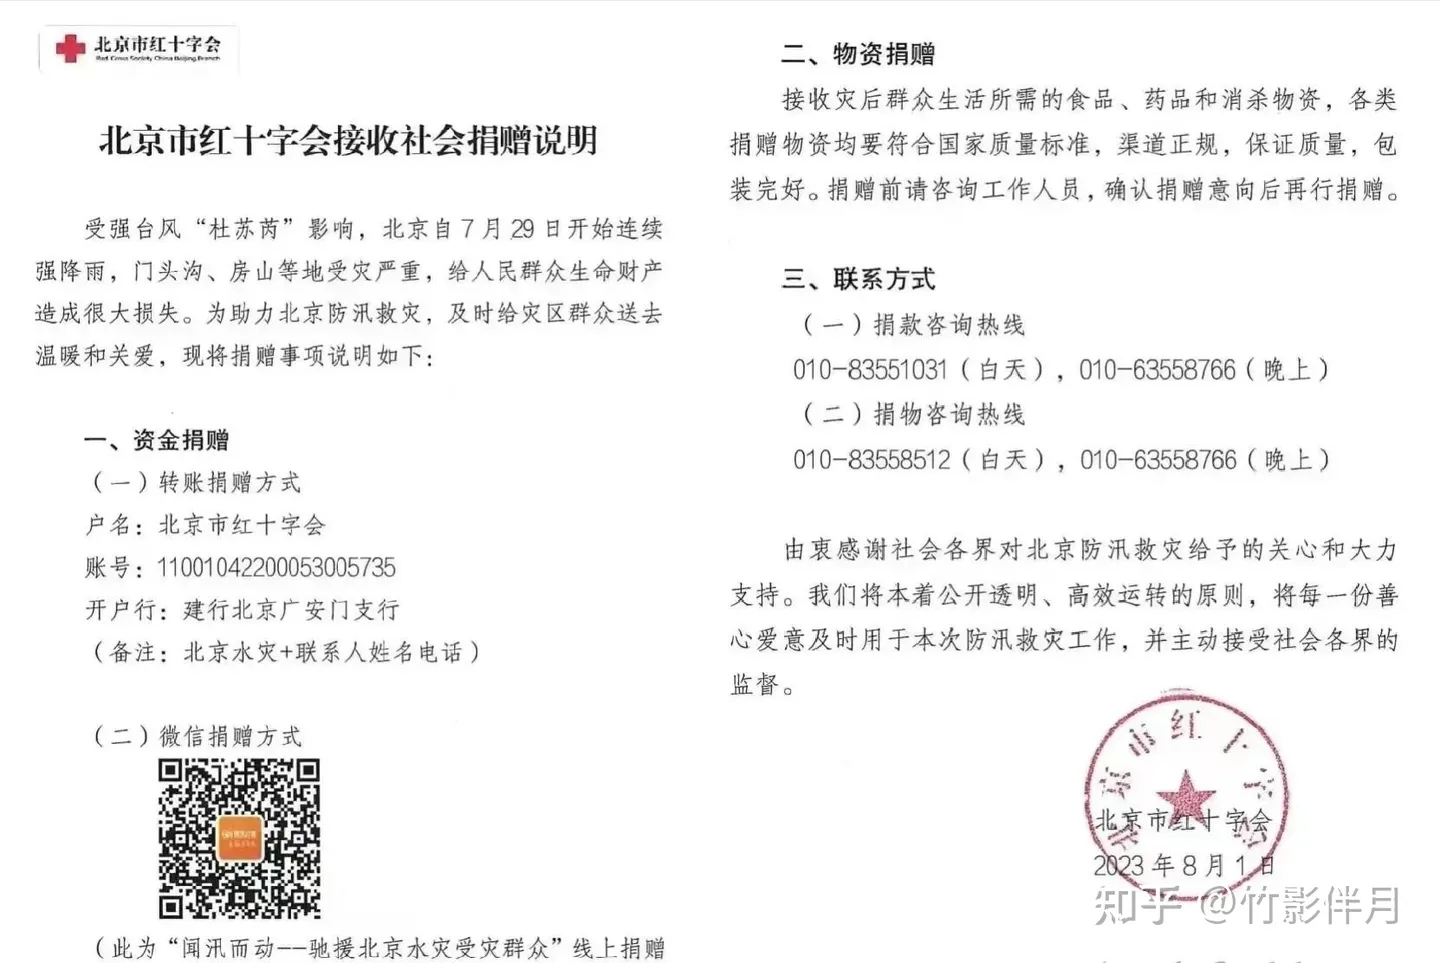 北京市红十字会
Red Cross Society China Beijing Branch
北京市红十字会接收社会捐赠说明
受强台风“杜苏芮”影响，北京自7月29日开始连续
强降雨，门头沟、房山等地受灾严重，给人民群众生命财产
造成很大损失。为助力北京防汛救灾，及时给灾区群众送去
温暖和关爱，现将捐赠事项说明如下：
一、资金捐赠
（一）转账捐赠方式
户名：北京市红十字会
账号：11001042200053005735
开户行：建行北京广安门支行
（备注：北京水灾+联系人姓名电话）
（二）微信捐赠方式
（此为“闻汛而动--驰援北京水灾受灾群众”线上捐赠
二、物资捐赠
接收灾后群众生活所需的食品、药品和消杀物资，各类
捐赠物资均要符合国家质量标准，渠道正规，保证质量，包
装完好。捐赠前请咨询工作人员，确认捐赠意向后再行捐赠。
三、联系方式
（一）捐款咨询热线
010-83551031（白天），010-63558766（晚上）
（二）捐物咨询热线
010-83558512（白天），010-63558766（晚上）
由衷感谢社会各界对北京防汛救灾给予的关心和大力
支持。我们将本着公开透明、高效运转的原则，将每一份善
心爱意及时用于本次防汛救灾工作，并主动接受社会各界的
监督。
北京市红十字会
北京市红十字会
2023年8月1日
知乎 @竹影伴月